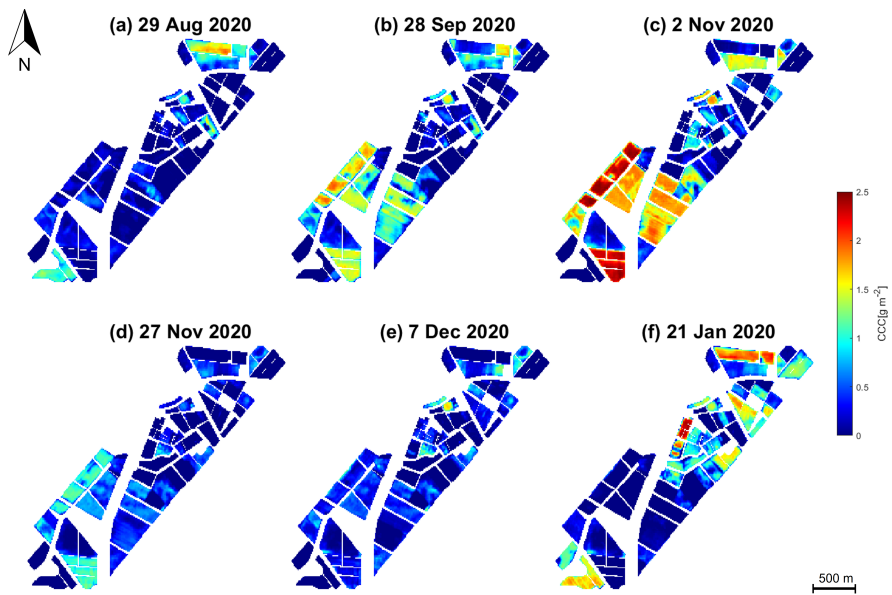 (a) 29 Aug 2020
(b) 28 Sep 2020
(c) 2 Nov 2020
N
2.5
2
1.5
1
0.5
0
CCC[g m⁻²]
(d) 27 Nov 2020
(e) 7 Dec 2020
(f) 21 Jan 2020
500 m